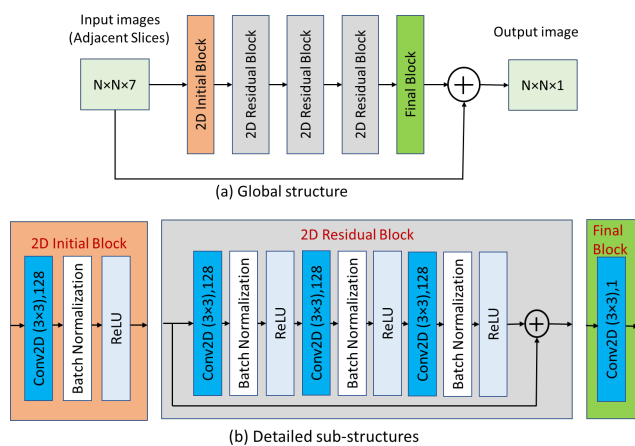 Input images
(Adjacent Slices)
N×N×7
2D Initial Block
2D Residual Block
2D Residual Block
2D Residual Block
Final Block
Output image
N×N×1
(a) Global structure
2D Initial Block
Conv2D (3×3),128
Batch Normalization
ReLU
2D Residual Block
Conv2D (3×3),128
Batch Normalization
ReLU
Conv2D (3×3),128
Batch Normalization
ReLU
Conv2D (3×3),128
Batch Normalization
ReLU
Final
Block
Conv2D (3×3),1
(b) Detailed sub-structures